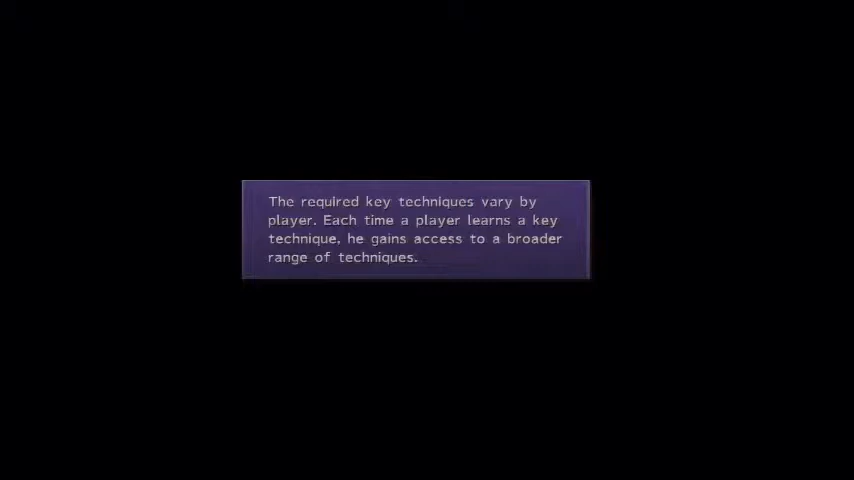 The required key techniques vary by
player. Each time a player learns a key
technique, he gains access to a broader
range of techniques.